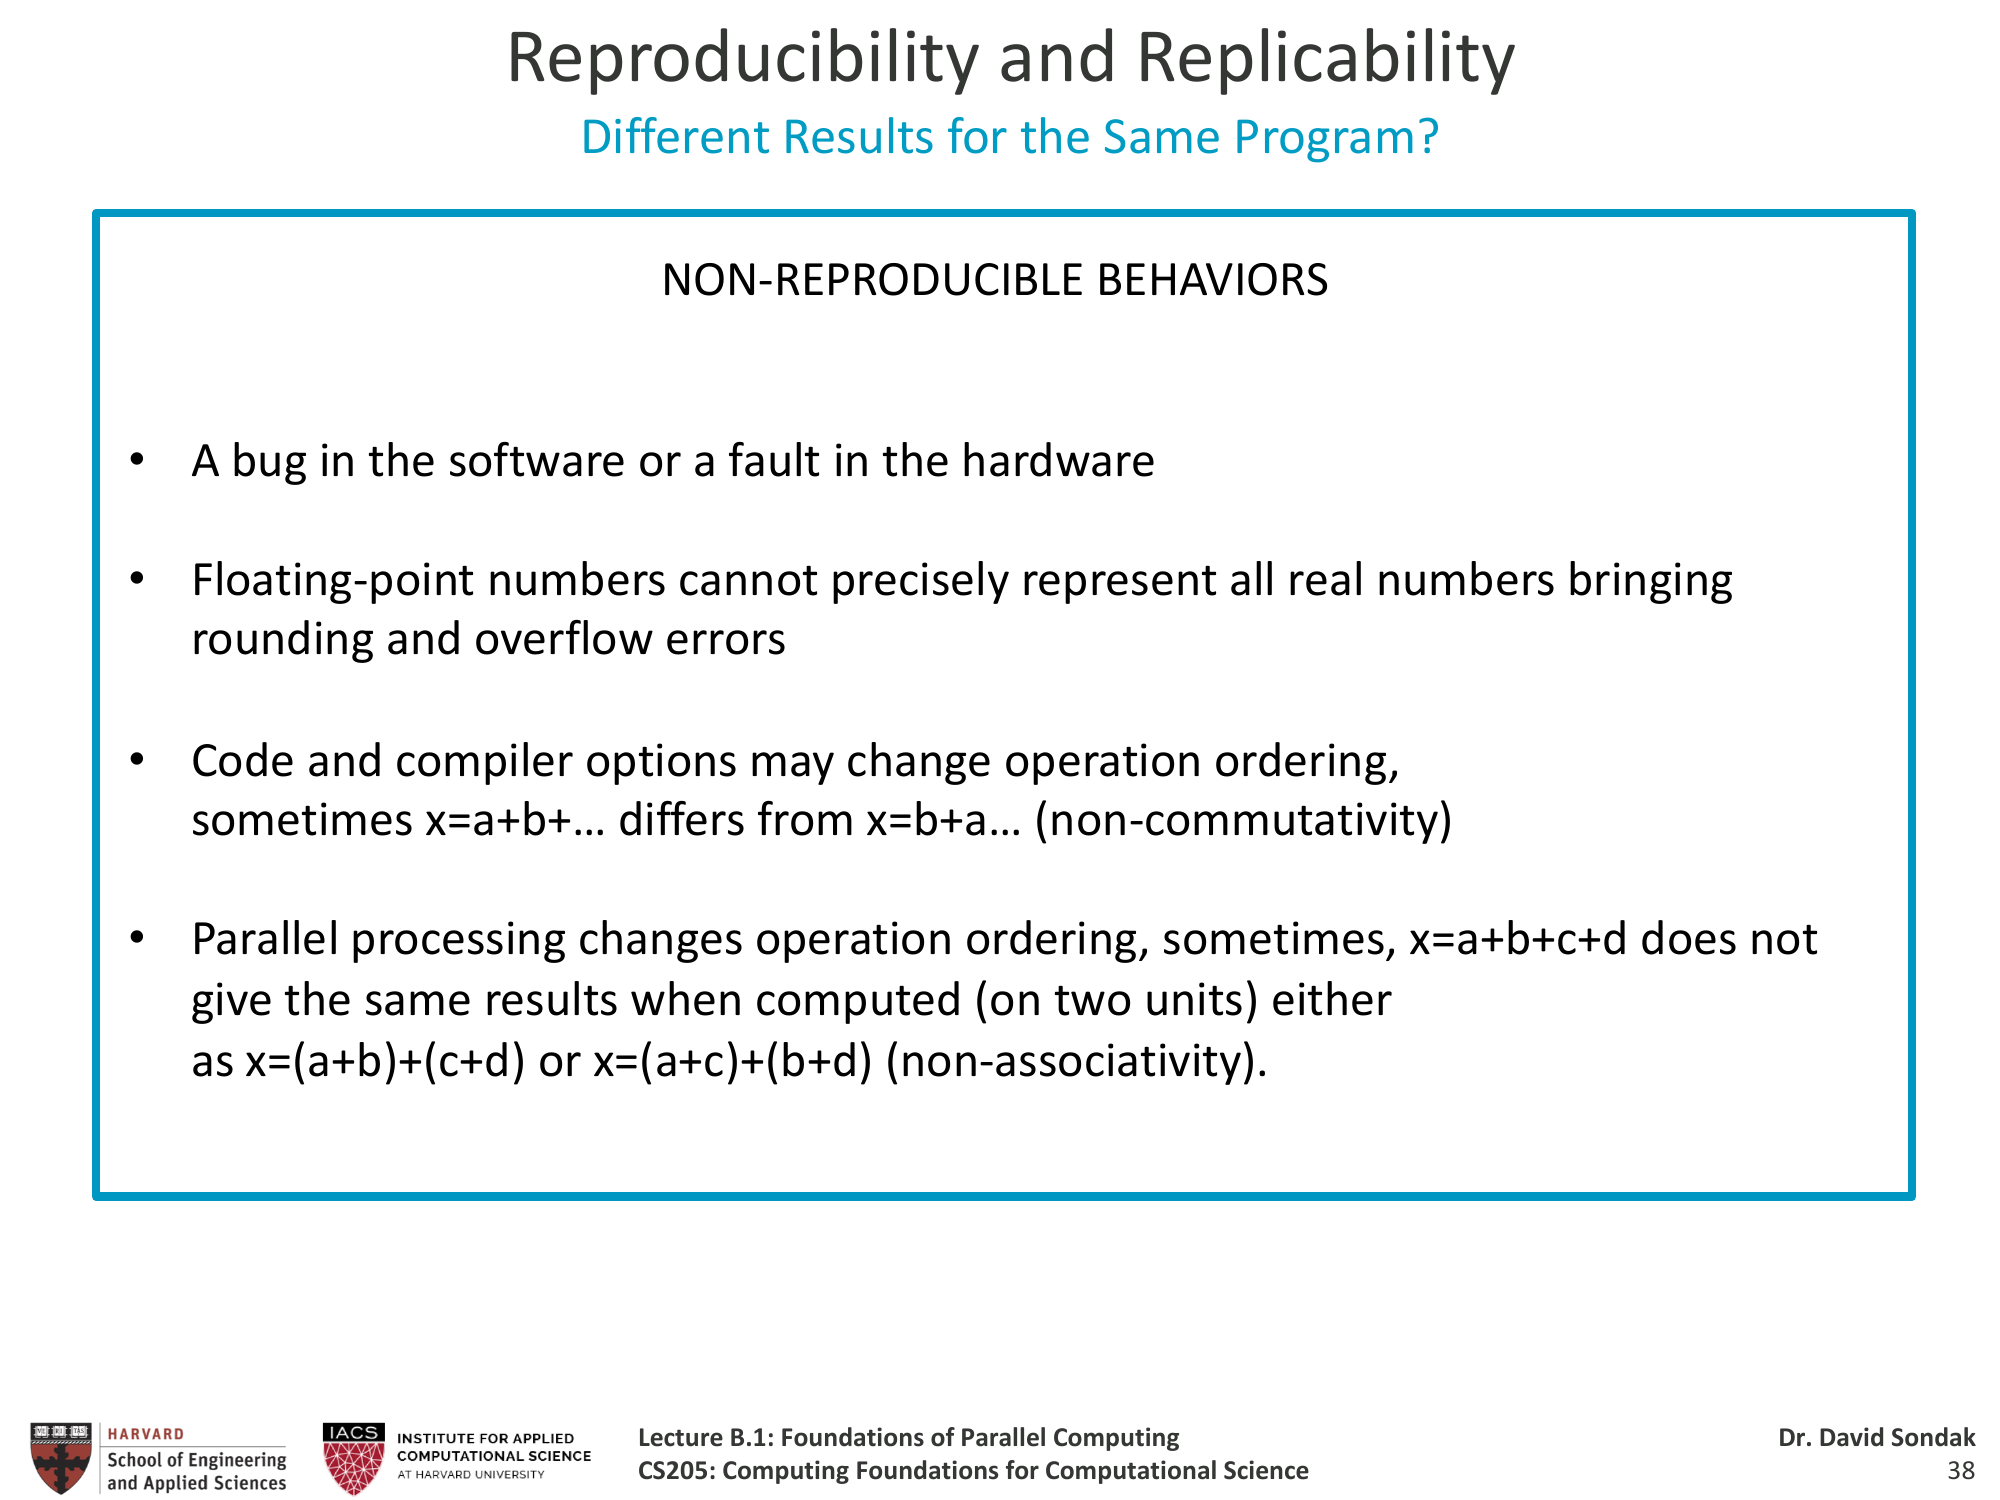 Reproducibility and Replicability
Different Results for the Same Program?
NON-REPRODUCIBLE BEHAVIORS
• A bug in the software or a fault in the hardware
• Floating-point numbers cannot precisely represent all real numbers bringing
rounding and overflow errors
• Code and compiler options may change operation ordering,
sometimes x=a+b+… differs from x=b+a… (non-commutativity)
• Parallel processing changes operation ordering, sometimes, x=a+b+c+d does not
give the same results when computed (on two units) either
as x=(a+b)+(c+d) or x=(a+c)+(b+d) (non-associativity).
HARVARD
School of Engineering
and Applied Sciences
IACS
INSTITUTE FOR APPLIED
COMPUTATIONAL SCIENCE
AT HARVARD UNIVERSITY
Lecture B.1: Foundations of Parallel Computing
CS205: Computing Foundations for Computational Science
Dr. David Sondak
38